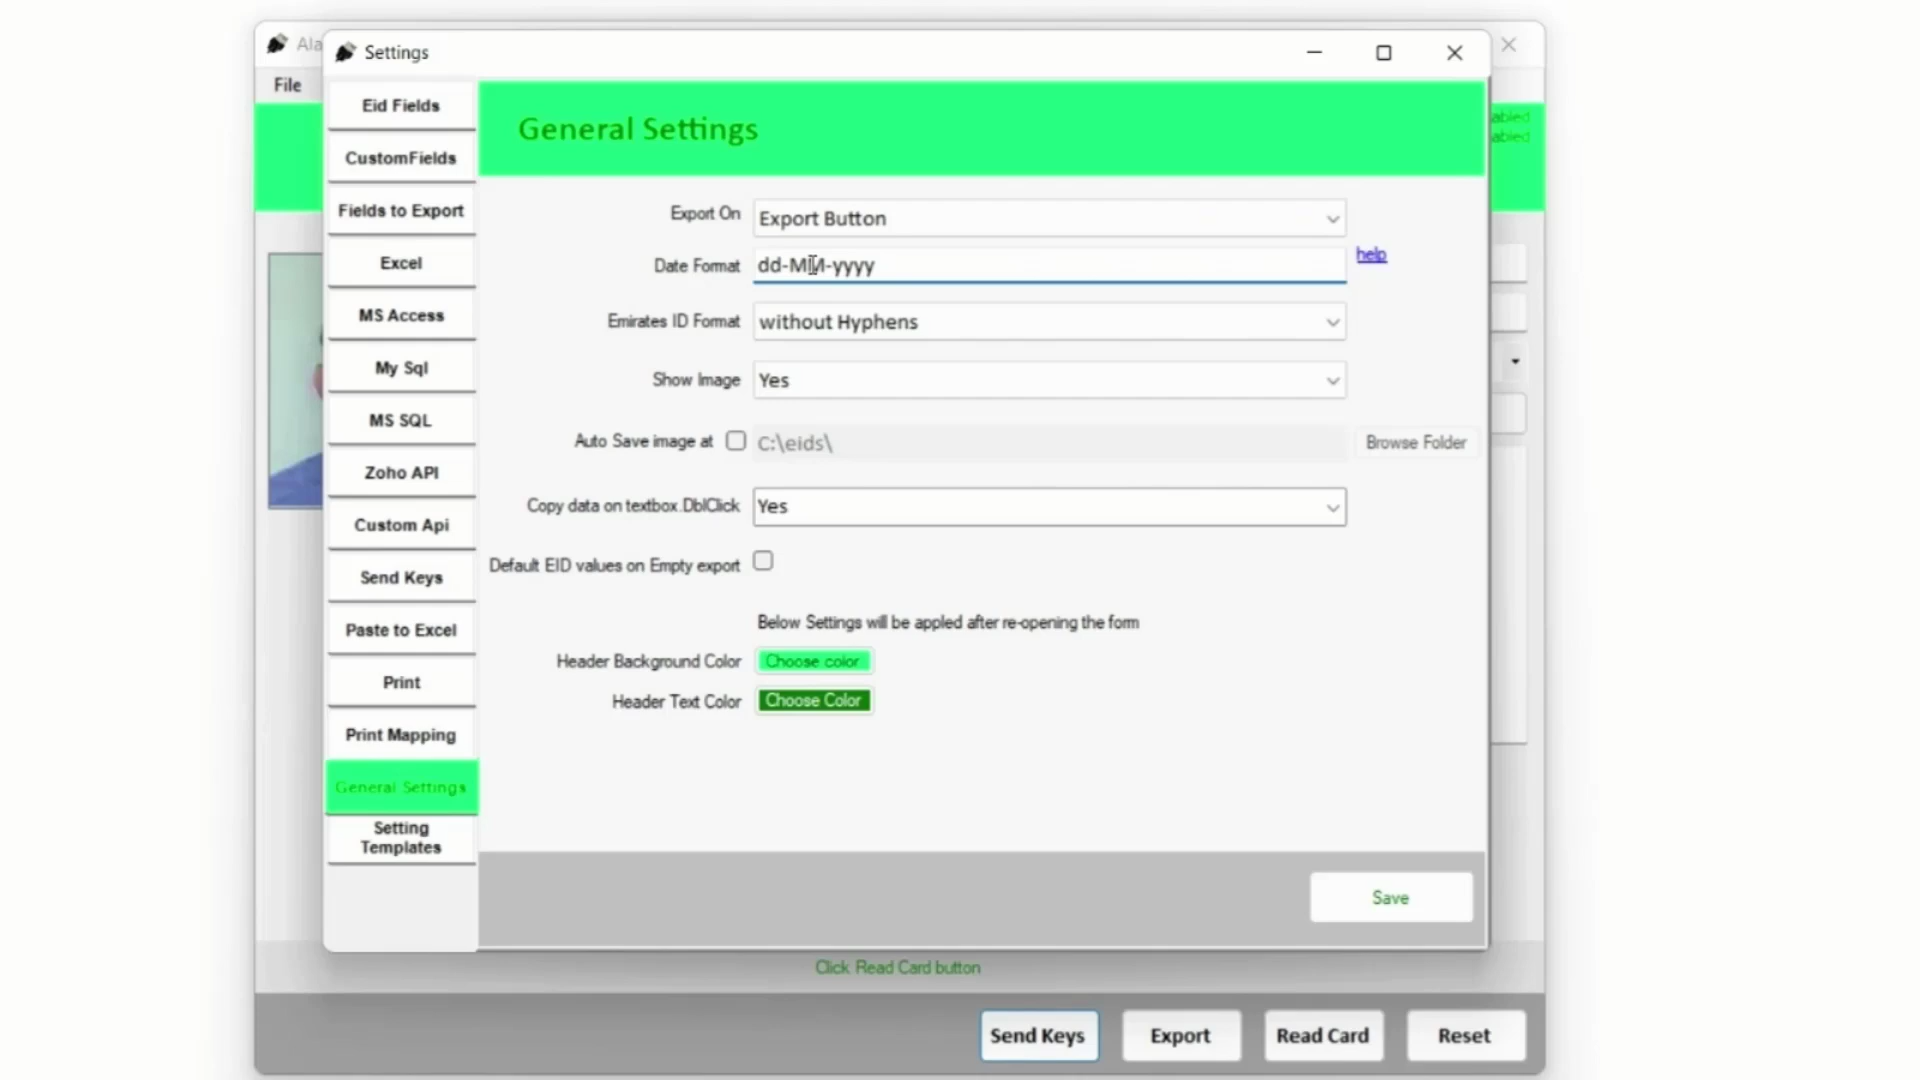 Ala
Settings
File
Eid Fields
CustomFields
Fields to Export
Excel
MS Access
My Sql
MS SQL
Zoho API
Custom Api
Send Keys
Paste to Excel
Print
Print Mapping
General Settings
Setting
Templates
General Settings
abled
abled
Export On Export Button
Date Format dd-MM-yyyy help
Emirates ID Format without Hyphens
Show Image Yes
Auto Save image at C:\eids\ Browse Folder
Copy data on textbox.DblClick Yes
Default EID values on Empty export
Below Settings will be appled after re-opening the form
Header Background Color Choose color
Header Text Color Choose Color
Save
Click Read Card button
Send Keys Export Read Card Reset